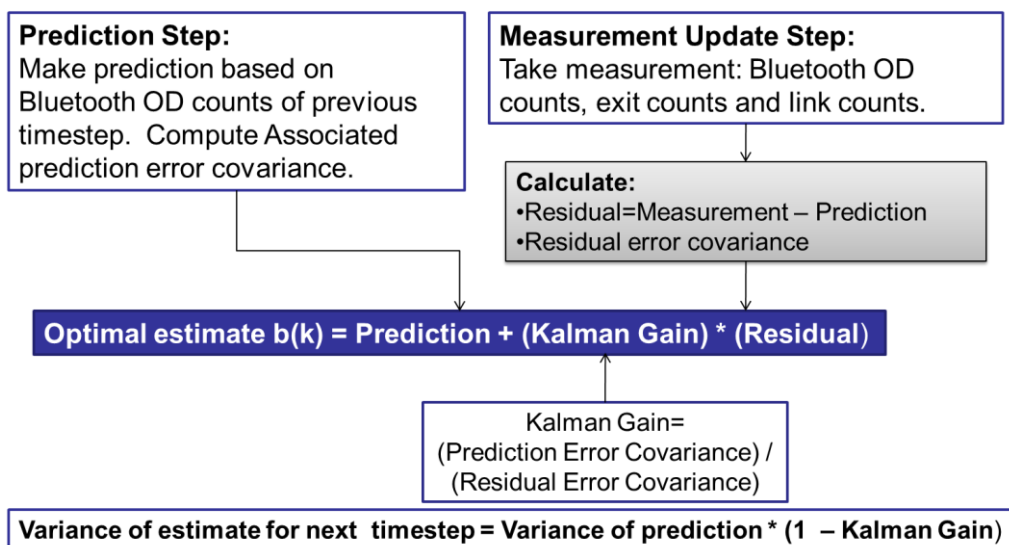 Prediction Step:
Make prediction based on
Bluetooth OD counts of previous
timestep. Compute Associated
prediction error covariance.
Measurement Update Step:
Take measurement: Bluetooth OD
counts, exit counts and link counts.
Calculate:
•Residual=Measurement – Prediction
•Residual error covariance
Optimal estimate b(k) = Prediction + (Kalman Gain) * (Residual)
Kalman Gain=
(Prediction Error Covariance) /
(Residual Error Covariance)
Variance of estimate for next timestep = Variance of prediction * (1 – Kalman Gain)